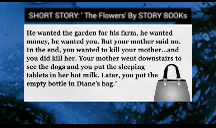 SHORT STORY: ' The Flowers' By STORY BOOKs
He wanted the garden for his farm, he wanted
money, he wanted you. But your mother said no.
In the end, you wanted to kill your mother...and
you did kill her. Your mother went downstairs to
see the dogs and you put the sleeping
tablets in her hot milk. Later, you put the
empty bottle in Diane's bag.'